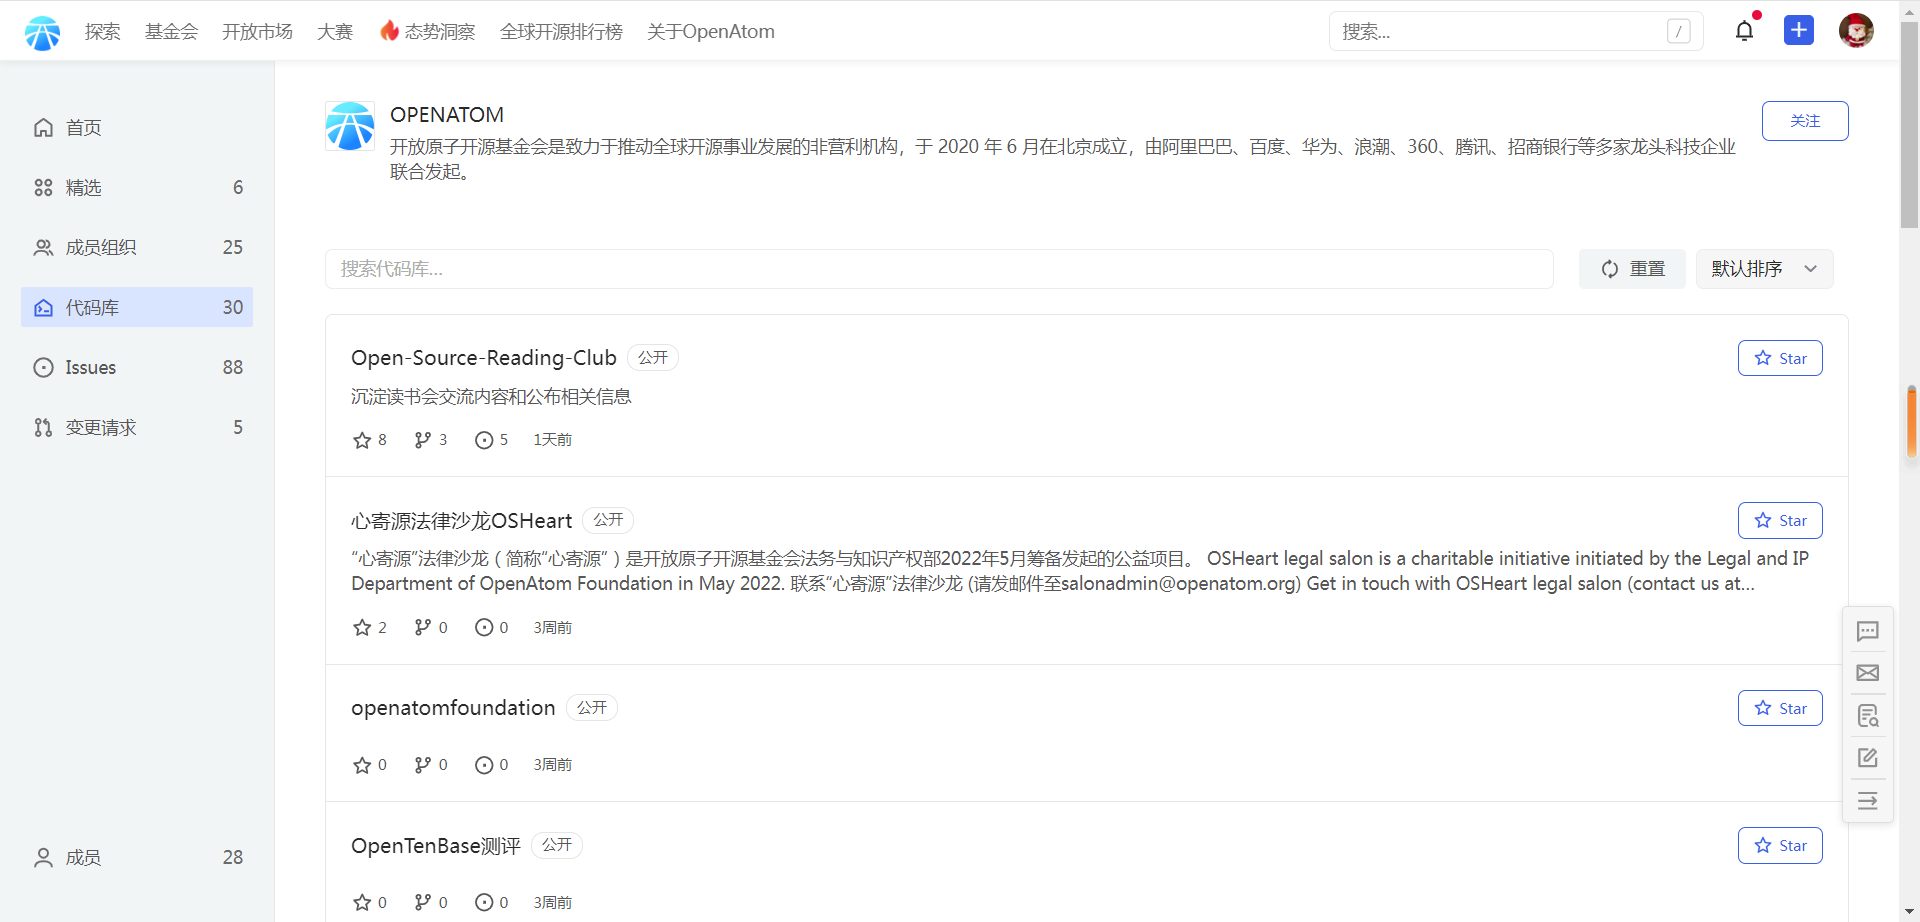 探索 基金会 开放市场 大赛 态势洞察 全球开源排行榜 关于OpenAtom 搜索... /
首页
精选 6
成员组织 25
代码库 30
Issues 88
变更请求 5
成员 28
OPENATOM
关注
开放原子开源基金会是致力于推动全球开源事业发展的非营利机构，于 2020 年 6 月在北京成立，由阿里巴巴、百度、华为、浪潮、360、腾讯、招商银行等多家龙头科技企业
联合发起。
搜索代码库... 重置 默认排序
Open-Source-Reading-Club 公开 Star
沉淀读书会交流内容和公布相关信息
8 3 5 1天前
心寄源法律沙龙OSHeart 公开 Star
“心寄源”法律沙龙（简称“心寄源”）是开放原子开源基金会法务与知识产权部2022年5月筹备发起的公益项目。 OSHeart legal salon is a charitable initiative initiated by the Legal and IP
Department of OpenAtom Foundation in May 2022. 联系“心寄源”法律沙龙 (请发邮件至salonadmin@openatom.org) Get in touch with OSHeart legal salon (contact us at...
2 0 0 3周前
openatomfoundation 公开 Star
0 0 0 3周前
OpenTenBase测评 公开 Star
0 0 0 3周前